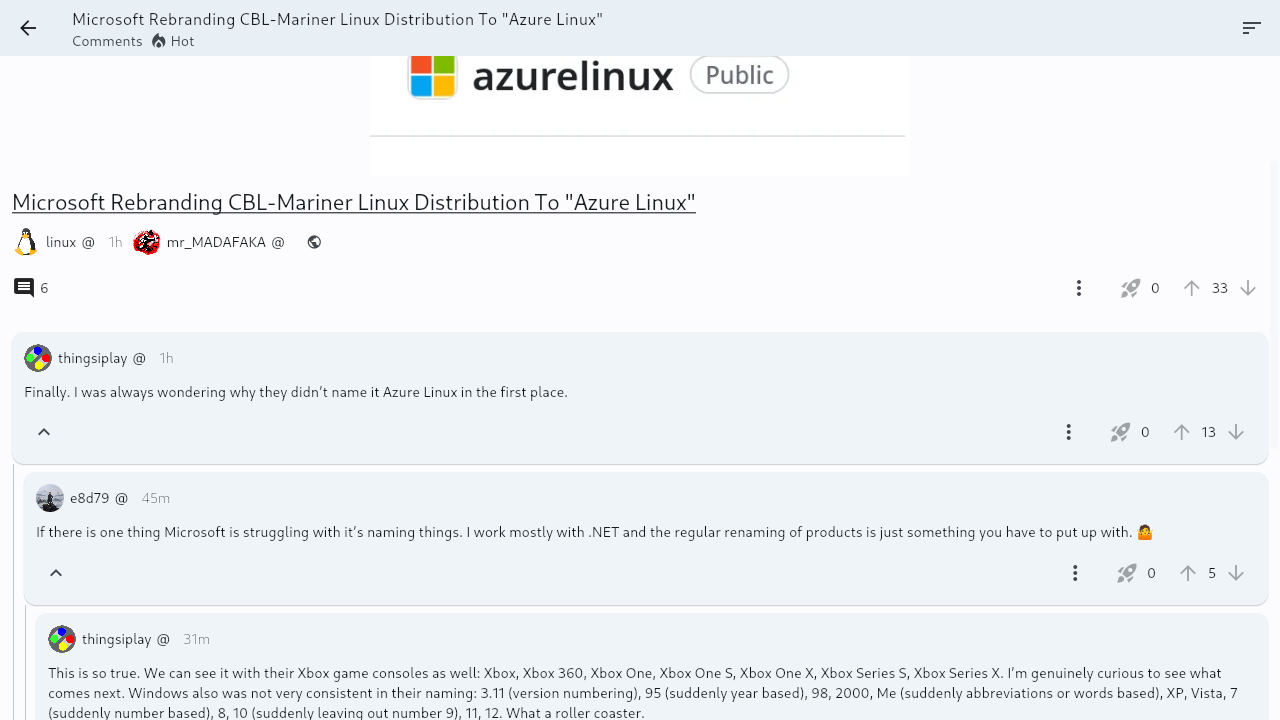 Microsoft Rebranding CBL-Mariner Linux Distribution To "Azure Linux"
Comments Hot
azurelinux Public
Microsoft Rebranding CBL-Mariner Linux Distribution To "Azure Linux"
linux @ 1h mr_MADAFAKA @
6 0 33
thingsiplay @ 1h
Finally. I was always wondering why they didn’t name it Azure Linux in the first place.
0 13
e8d79 @ 45m
If there is one thing Microsoft is struggling with it’s naming things. I work mostly with .NET and the regular renaming of products is just something you have to put up with. 🤷
0 5
thingsiplay @ 31m
This is so true. We can see it with their Xbox game consoles as well: Xbox, Xbox 360, Xbox One, Xbox One S, Xbox One X, Xbox Series S, Xbox Series X. I’m genuinely curious to see what
comes next. Windows also was not very consistent in their naming: 3.11 (version numbering), 95 (suddenly year based), 98, 2000, Me (suddenly abbreviations or words based), XP, Vista, 7
(suddenly number based), 8, 10 (suddenly leaving out number 9), 11, 12. What a roller coaster.